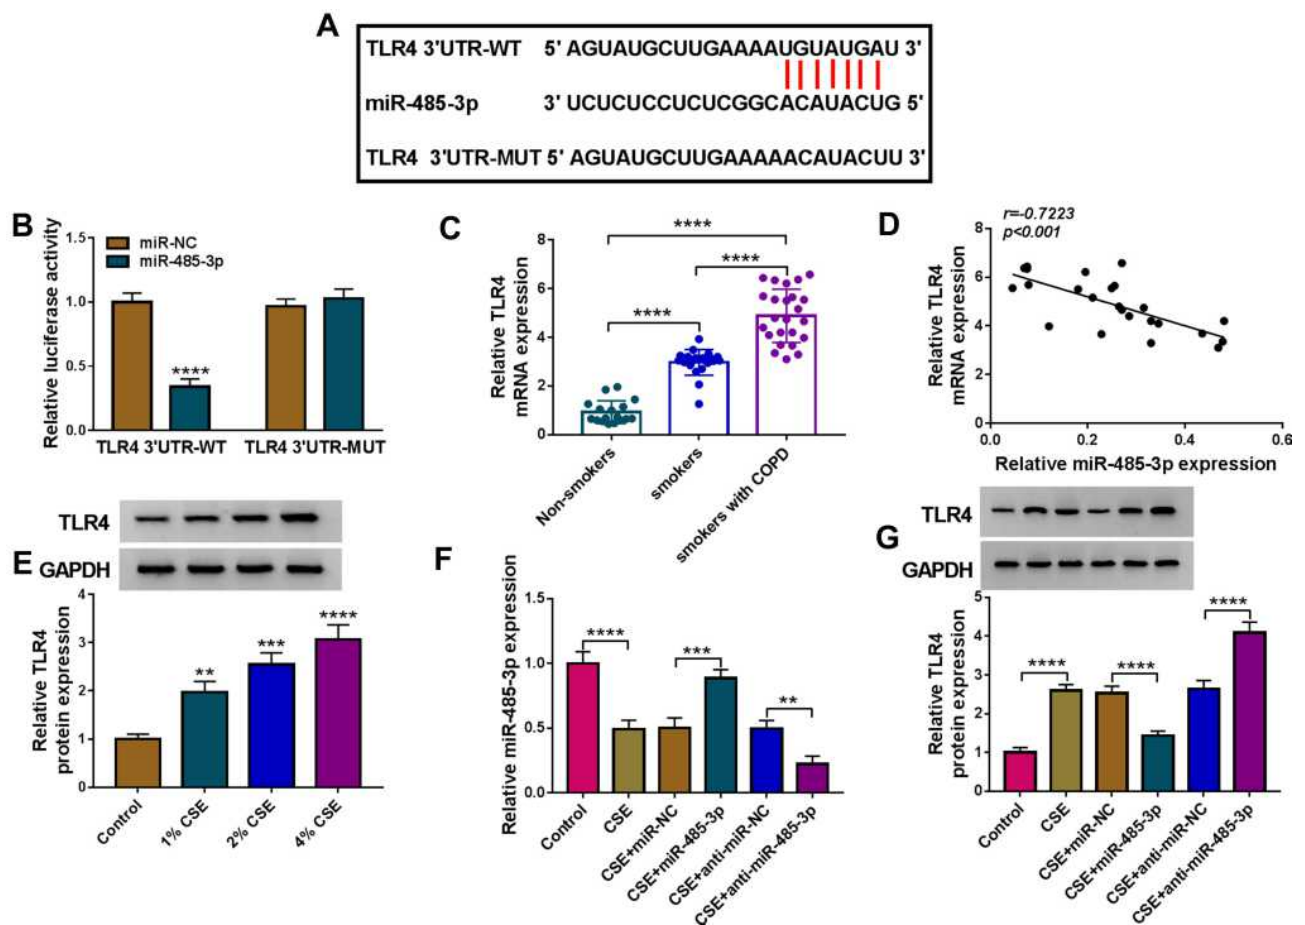 A
TLR4 3'UTR-WT 5' AGUAUGCUUGAAAAUGUAUGAU 3'
miR-485-3p 3' UCUCUCCUCUCGGCACAUACUG 5'
TLR4 3'UTR-MUT 5' AGUAUGCUUGAAAAACAUACUU 3'
B
Relative luciferase activity
1.5
1.0
0.5
0.0
miR-NC
miR-485-3p
****
TLR4 3'UTR-WT TLR4 3'UTR-MUT
C
Relative TLR4
mRNA expression
8
6
4
2
0
****
****
****
Non-smokers
smokers
smokers with COPD
D
r=-0.7223
p<0.001
Relative TLR4
mRNA expression
8
6
4
2
0
0.0 0.2 0.4 0.6
Relative miR-485-3p expression
E
TLR4
GAPDH
Relative TLR4
protein expression
4
3
2
1
0
**
***
****
Control
1% CSE
2% CSE
4% CSE
F
Relative miR-485-3p expression
1.5
1.0
0.5
0.0
****
***
**
Control
CSE
CSE+miR-NC
CSE+miR-485-3p
CSE+anti-miR-NC
CSE+anti-miR-485-3p
G
TLR4
GAPDH
Relative TLR4
protein expression
5
4
3
2
1
0
****
****
****
Control
CSE
CSE+miR-NC
CSE+miR-485-3p
CSE+anti-miR-NC
CSE+anti-miR-485-3p